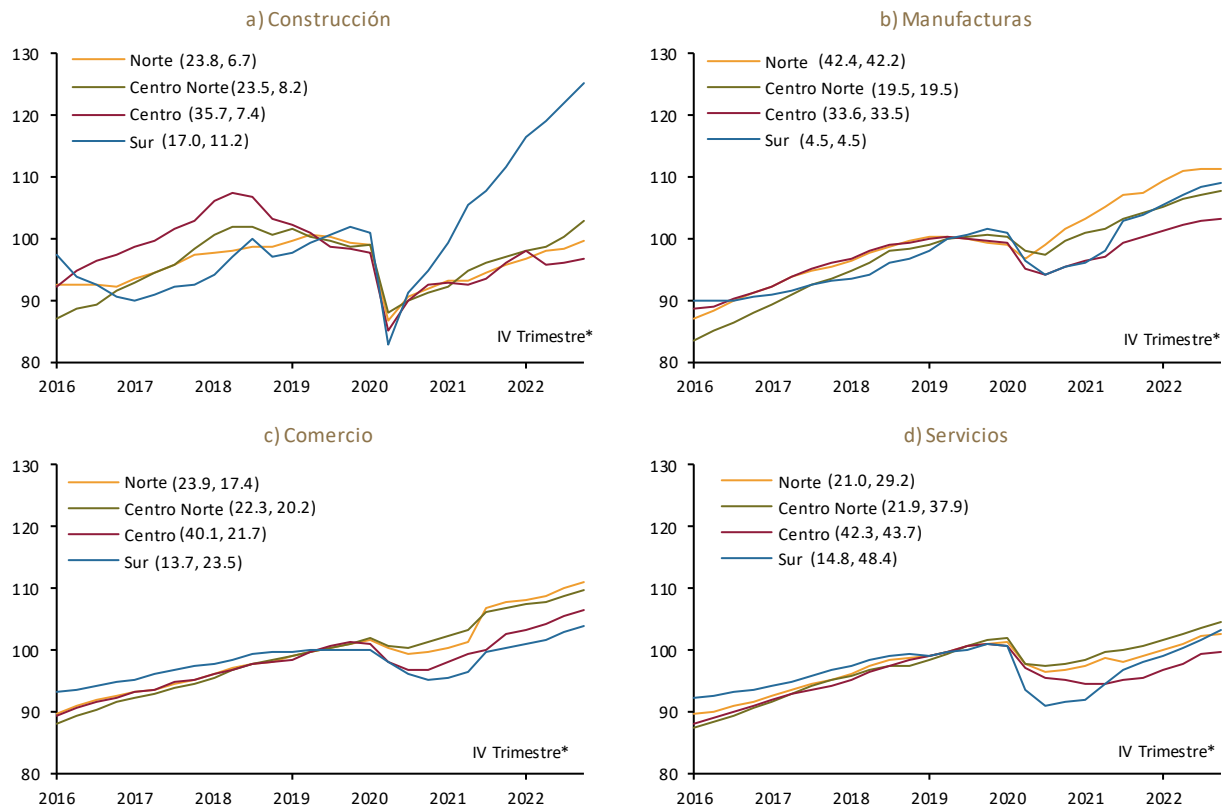 a) Construcción
130
120
110
100
90
80
Norte (23.8, 6.7)
Centro Norte (23.5, 8.2)
Centro (35.7, 7.4)
Sur (17.0, 11.2)
IV Trimestre*
2016 2017 2018 2019 2020 2021 2022
b) Manufacturas
130
120
110
100
90
80
Norte (42.4, 42.2)
Centro Norte (19.5, 19.5)
Centro (33.6, 33.5)
Sur (4.5, 4.5)
IV Trimestre*
2016 2017 2018 2019 2020 2021 2022
c) Comercio
130
120
110
100
90
80
Norte (23.9, 17.4)
Centro Norte (22.3, 20.2)
Centro (40.1, 21.7)
Sur (13.7, 23.5)
IV Trimestre*
2016 2017 2018 2019 2020 2021 2022
d) Servicios
130
120
110
100
90
80
Norte (21.0, 29.2)
Centro Norte (21.9, 37.9)
Centro (42.3, 43.7)
Sur (14.8, 48.4)
IV Trimestre*
2016 2017 2018 2019 2020 2021 2022